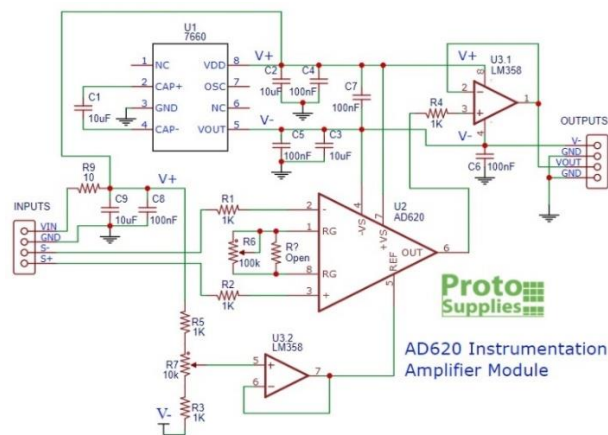 U1
7660
V+
V+
1 NC VDD 8
2 CAP+ OSC 7
3 GND NC 6
4 CAP- VOUT 5
C1
10uF
C2
10uF
C4
100nF
C7
100nF
V-
C5
100nF
C3
10uF
U3.1
LM358
8
2
3
1
4
R4
1K
V-
C6
100nF
OUTPUTS
V-
GND
VOUT
GND
R9
10
V+
INPUTS
VIN
GND
S-
S+
C9
10uF
C8
100nF
R1
1K
R6
100k
R?
Open
R2
1K
U2
AD620
2 -
1 RG
8 RG
3 +
4 -VS
7 +VS
OUT 6
REF 5
R5
1K
R7
10k
R3
1K
V-
U3.2
LM358
5
6
7
Proto
Supplies
AD620 Instrumentation
Amplifier Module